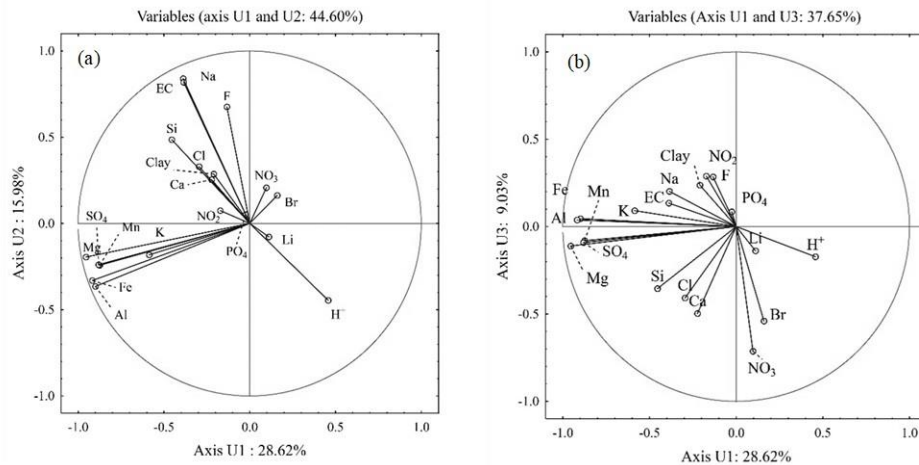 Variables (axis U1 and U2: 44.60%)
(a)
1.0
0.5
0.0
-0.5
-1.0
Axis U2 : 15.98%
Na
EC
F
Si
Cl
Clay
Ca
NO3
Br
NO2
SO4
Mn
K
Mg
PO4
Li
Fe
Al
H−
-1.0 -0.5 0.0 0.5 1.0
Axis U1 : 28.62%
Variables (Axis U1 and U3: 37.65%)
(b)
1.0
0.5
0.0
-0.5
-1.0
Axis U3: 9.03%
Clay
NO2
Na
F
Fe
Mn
EC
PO4
Al
K
SO4
Li
H+
Mg
Si
Cl
Ca
Br
NO3
-1.0 -0.5 0.0 0.5 1.0
Axis U1: 28.62%